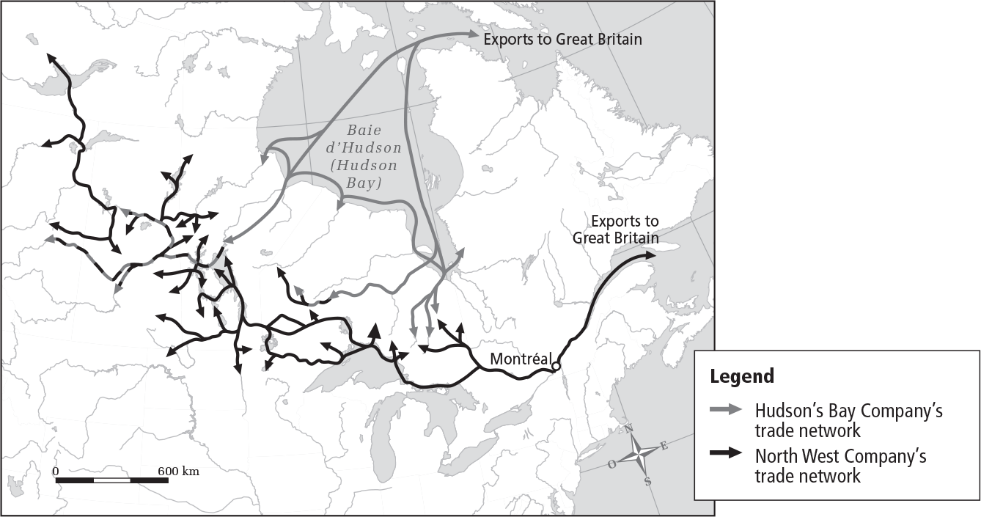 Exports to Great Britain
Baie
d'Hudson
(Hudson
Bay)
Exports to
Great Britain
Montréal
Legend
Hudson's Bay Company's
trade network
North West Company's
trade network
N
E
O
S
0 600 km